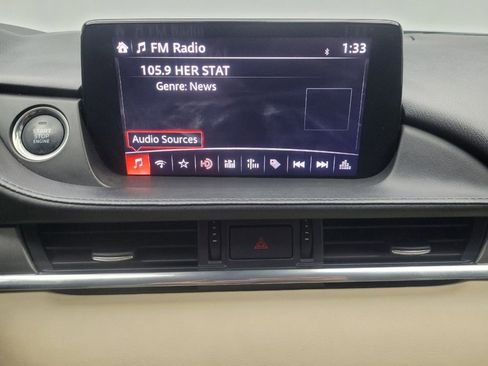 FM Radio 1:33
105.9 HER STAT
Genre: News
Audio Sources
START
STOP
ENGINE